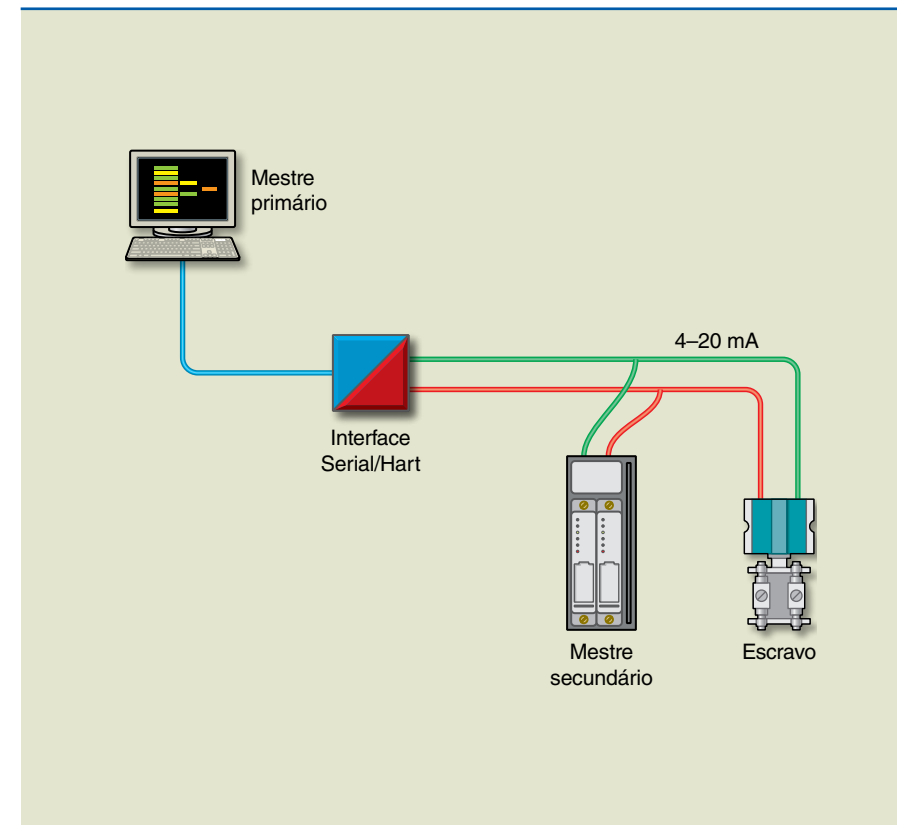 Mestre
primário
4–20 mA
Interface
Serial/Hart
Mestre
secundário
Escravo